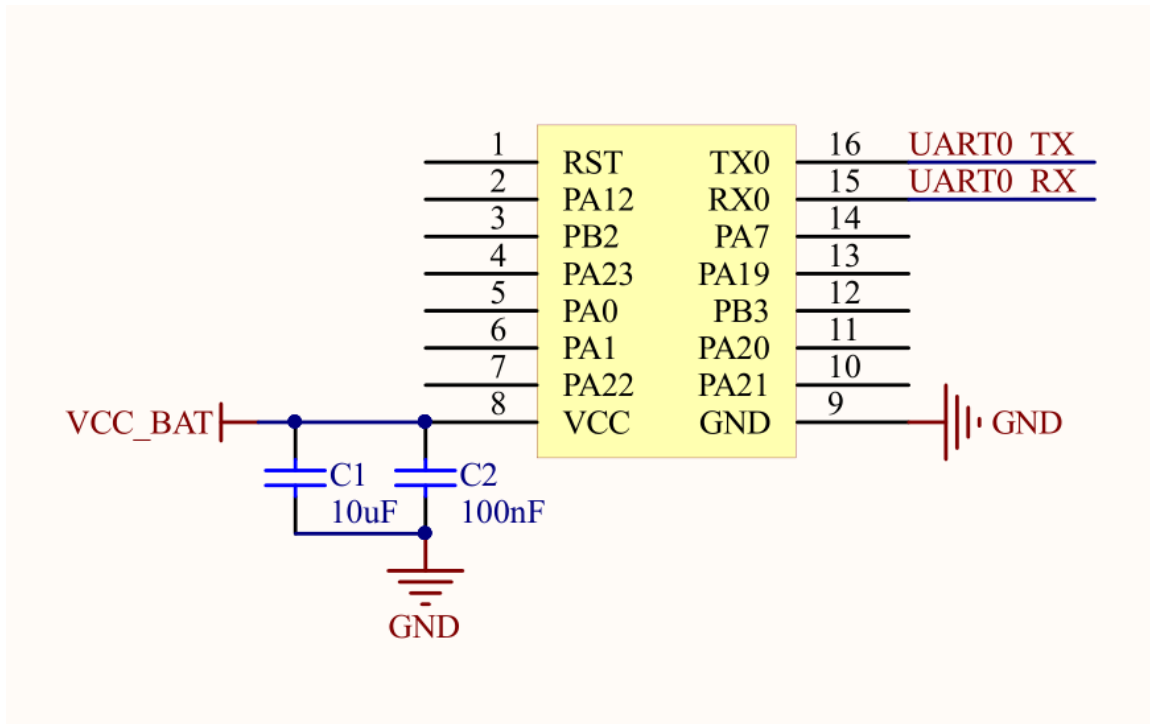 1 RST TX0 16 UART0_TX
2 PA12 RX0 15 UART0_RX
3 PB2 PA7 14
4 PA23 PA19 13
5 PA0 PB3 12
6 PA1 PA20 11
7 PA22 PA21 10
VCC_BAT 8 VCC GND 9 GND
C1 C2
10uF 100nF
GND